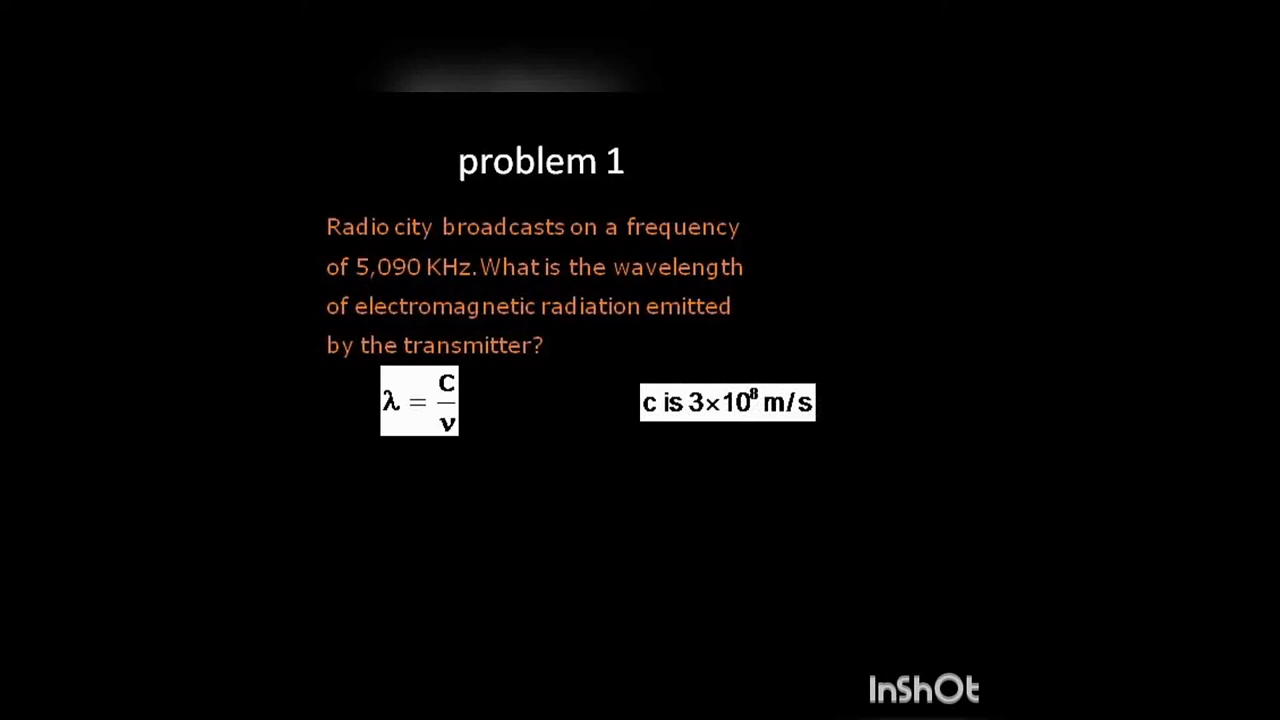 problem 1
Radio city broadcasts on a frequency
of 5,090 KHz.What is the wavelength
of electromagnetic radiation emitted
by the transmitter?
λ = c/ν
c is 3×10⁸ m/s
InShOt